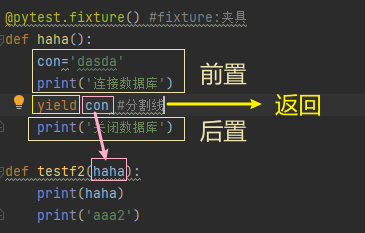 @pytest.fixture() #fixture:夹具
def haha():
con='dasda'
print('连接数据库')
前置
yield con #分割线
返回
print('关闭数据库')
后置
def testf2(haha):
print(haha)
print('aaa2')